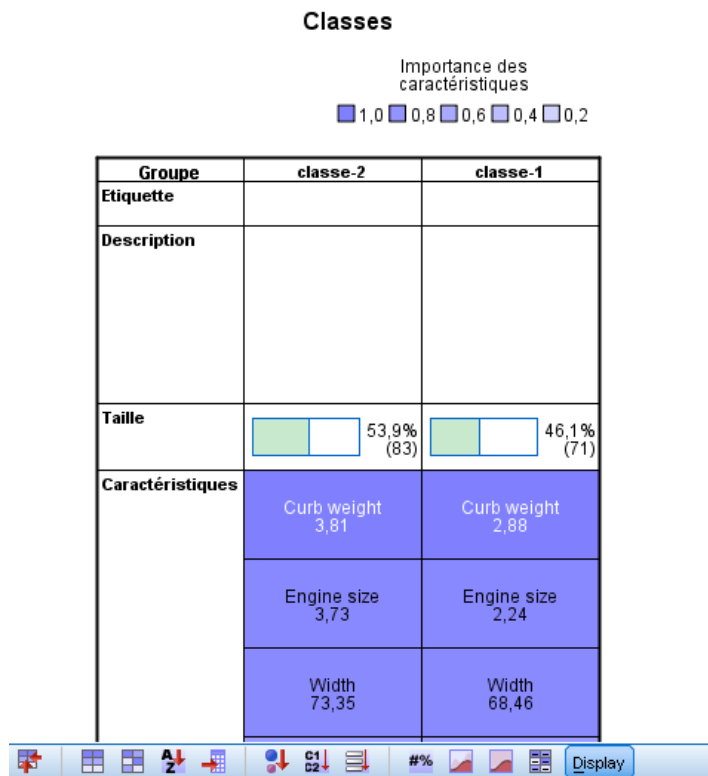 Classes
Importance des
caractéristiques
1,0 0,8 0,6 0,4 0,2
Groupe classe-2 classe-1
Etiquette
Description
Taille
53,9% 46,1%
(83) (71)
Caractéristiques
Curb weight Curb weight
3,81 2,88
Engine size Engine size
3,73 2,24
Width Width
73,35 68,46
A Z C1 C2 #% Display